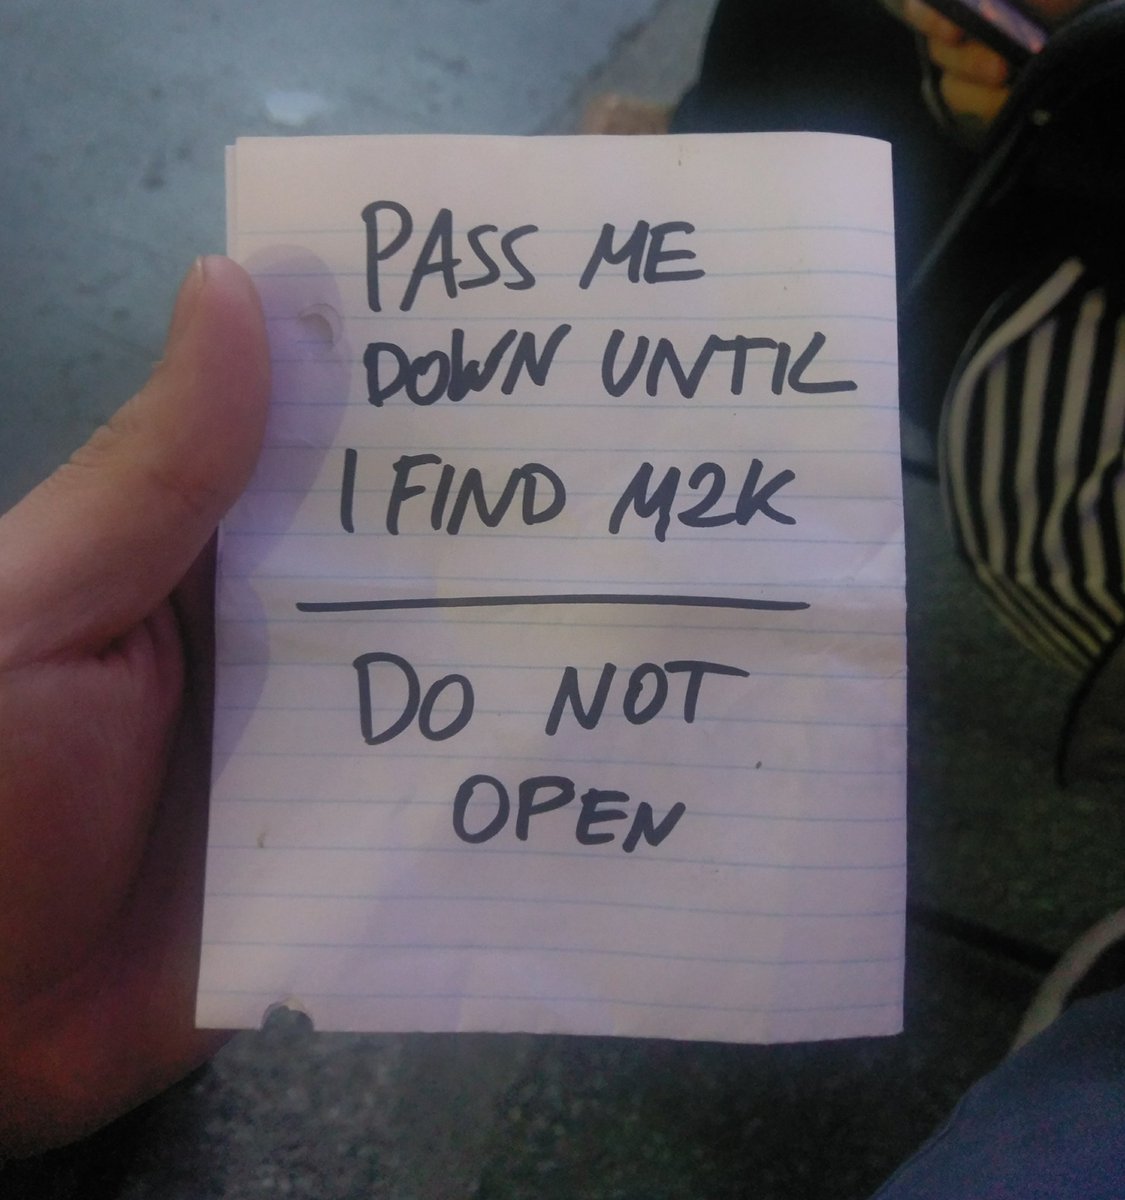 PASS ME
DOWN UNTIL
I FIND M2K
DO NOT
OPEN